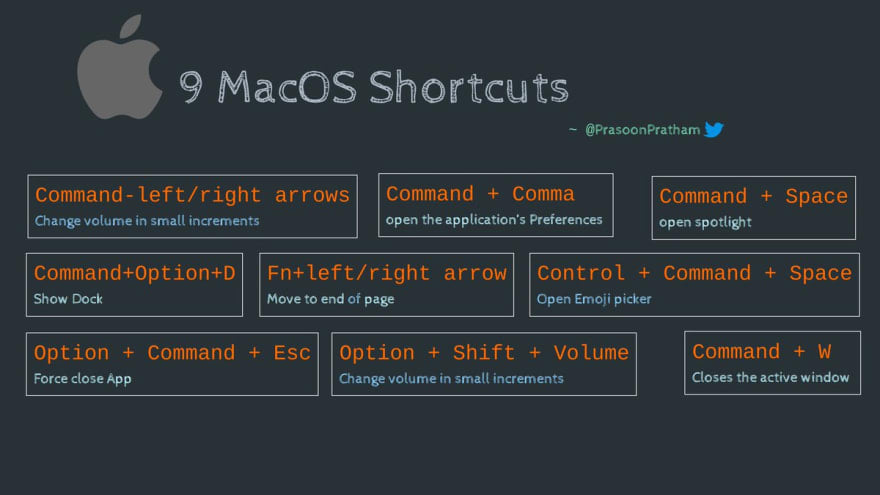 9 MacOS Shortcuts
~ @PrasoonPratham
Command-left/right arrows
Change volume in small increments
Command + Comma
open the application's Preferences
Command + Space
open spotlight
Command+Option+D
Show Dock
Fn+left/right arrow
Move to end of page
Control + Command + Space
Open Emoji picker
Option + Command + Esc
Force close App
Option + Shift + Volume
Change volume in small increments
Command + W
Closes the active window